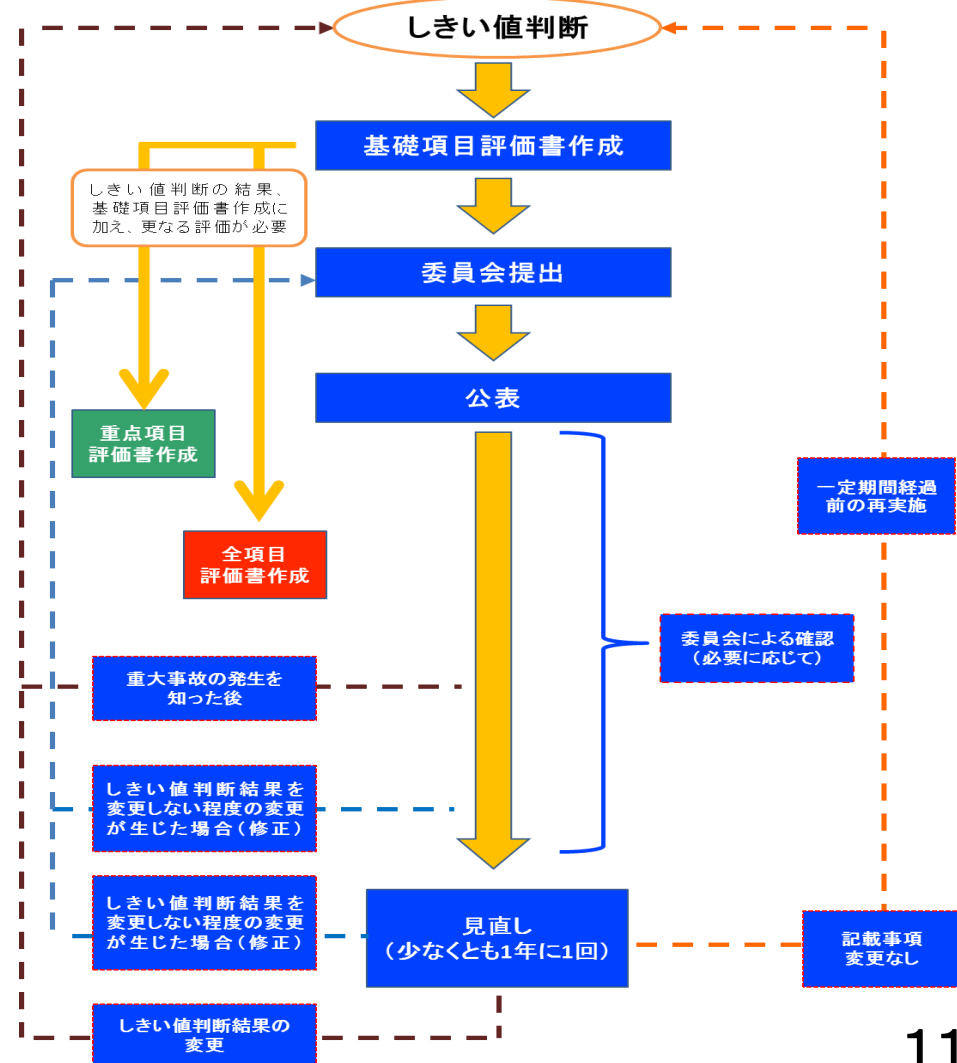 しきい値判断
基礎項目評価書作成
しきい値判断の結果、
基礎項目評価書作成に
加え、更なる評価が必要
委員会提出
公表
重点項目
評価書作成
一定期間経過
前の再実施
全項目
評価書作成
委員会による確認
（必要に応じて）
重大事故の発生を
知った後
しきい値判断結果を
変更しない程度の変更
が生じた場合（修正）
しきい値判断結果を
変更しない程度の変更
が生じた場合（修正）
見直し
（少なくとも1年に1回）
記載事項
変更なし
しきい値判断結果の
変更
11